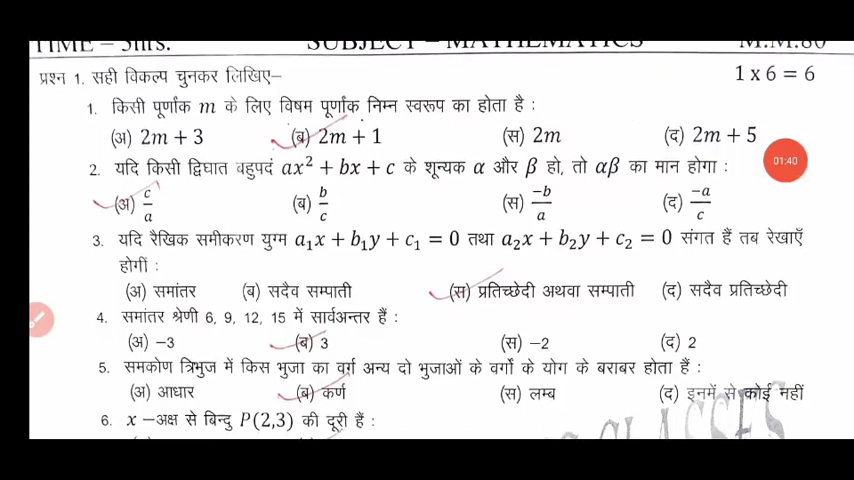 TIME – 3hrs. SUBJECT – MATHEMATICS M.M.80
प्रश्न 1. सही विकल्प चुनकर लिखिए– 1 x 6 = 6
1. किसी पूर्णांक m के लिए विषम पूर्णांक निम्न स्वरूप का होता है :
(अ) 2m + 3 (ब) 2m + 1 (स) 2m (द) 2m + 5
01:40
2. यदि किसी द्विघात बहुपद ax² + bx + c के शून्यक α और β हो, तो αβ का मान होगा :
(अ) c/a (ब) b/c (स) –b/a (द) –a/c
3. यदि रैखिक समीकरण युग्म a₁x + b₁y + c₁ = 0 तथा a₂x + b₂y + c₂ = 0 संगत हैं तब रेखाएँ
होगीं :
(अ) समांतर (ब) सदैव सम्पाती (स) प्रतिच्छेदी अथवा सम्पाती (द) सदैव प्रतिच्छेदी
4. समांतर श्रेणी 6, 9, 12, 15 में सार्वअन्तर हैं :
(अ) –3 (ब) 3 (स) –2 (द) 2
5. समकोण त्रिभुज में किस भुजा का वर्ग अन्य दो भुजाओं के वर्गों के योग के बराबर होता हैं :
(अ) आधार (ब) कर्ण (स) लम्ब (द) इनमें से कोई नहीं
6. x –अक्ष से बिन्दु P(2,3) की दूरी हैं :
CLASSES